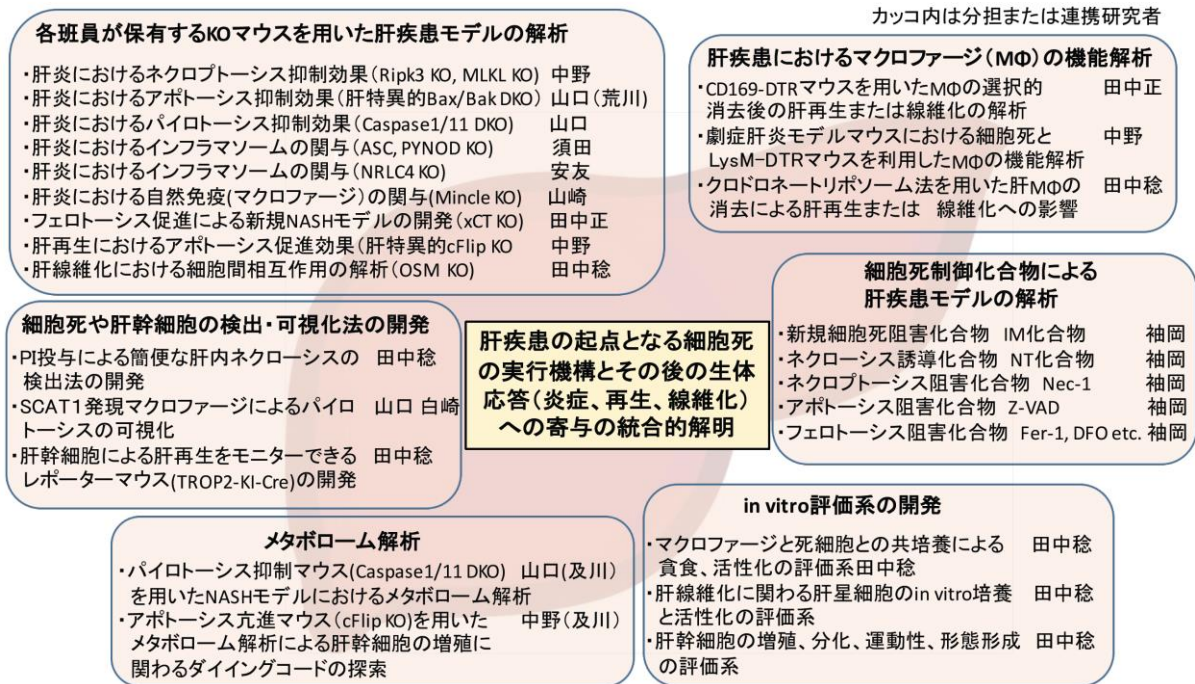 カッコ内は分担または連携研究者
各班員が保有するKOマウスを用いた肝疾患モデルの解析
・肝炎におけるネクロプトーシス抑制効果(Ripk3 KO, MLKL KO) 中野
・肝炎におけるアポトーシス抑制効果(肝特異的Bax/Bak DKO) 山口(荒川)
・肝炎におけるパイロトーシス抑制効果(Caspase1/11 DKO) 山口
・肝炎におけるインフラマソームの関与(ASC, PYNOD KO) 須田
・肝炎におけるインフラマソームの関与(NRLC4 KO) 安友
・肝炎における自然免疫(マクロファージ)の関与(Mincle KO) 山崎
・フェロトーシス促進による新規NASHモデルの開発(xCT KO) 田中正
・肝再生におけるアポトーシス促進効果(肝特異的cFlip KO 中野
・肝線維化における細胞間相互作用の解析(OSM KO) 田中稔
肝疾患におけるマクロファージ(MΦ)の機能解析
・CD169-DTRマウスを用いたMΦの選択的 田中正
消去後の肝再生または線維化の解析
・劇症肝炎モデルマウスにおける細胞死と 中野
LysM-DTRマウスを利用したMΦの機能解析
・クロドロネートリポソーム法を用いた肝MΦの 田中稔
消去による肝再生または 線維化への影響
細胞死や肝幹細胞の検出・可視化法の開発
・PI投与による簡便な肝内ネクローシスの 田中稔
検出法の開発
・SCAT1発現マクロファージによるパイロ 山口 白崎
トーシスの可視化
・肝幹細胞による肝再生をモニターできる 田中稔
レポーターマウス(TROP2-KI-Cre)の開発
肝疾患の起点となる細胞死
の実行機構とその後の生体
応答(炎症、再生、線維化)
への寄与の統合的解明
細胞死制御化合物による
肝疾患モデルの解析
・新規細胞死阻害化合物 IM化合物 袖岡
・ネクローシス誘導化合物 NT化合物 袖岡
・ネクロプトーシス阻害化合物 Nec-1 袖岡
・アポトーシス阻害化合物 Z-VAD 袖岡
・フェロトーシス阻害化合物 Fer-1, DFO etc. 袖岡
メタボローム解析
・パイロトーシス抑制マウス(Caspase1/11 DKO) 山口(及川)
を用いたNASHモデルにおけるメタボローム解析
・アポトーシス亢進マウス(cFlip KO)を用いた 中野(及川)
メタボローム解析による肝幹細胞の増殖に
関わるダイイングコードの探索
in vitro評価系の開発
・マクロファージと死細胞との共培養による 田中稔
貪食、活性化の評価系田中稔
・肝線維化に関わる肝星細胞のin vitro培養 田中稔
と活性化の評価系
・肝幹細胞の増殖、分化、運動性、形態形成 田中稔
の評価系